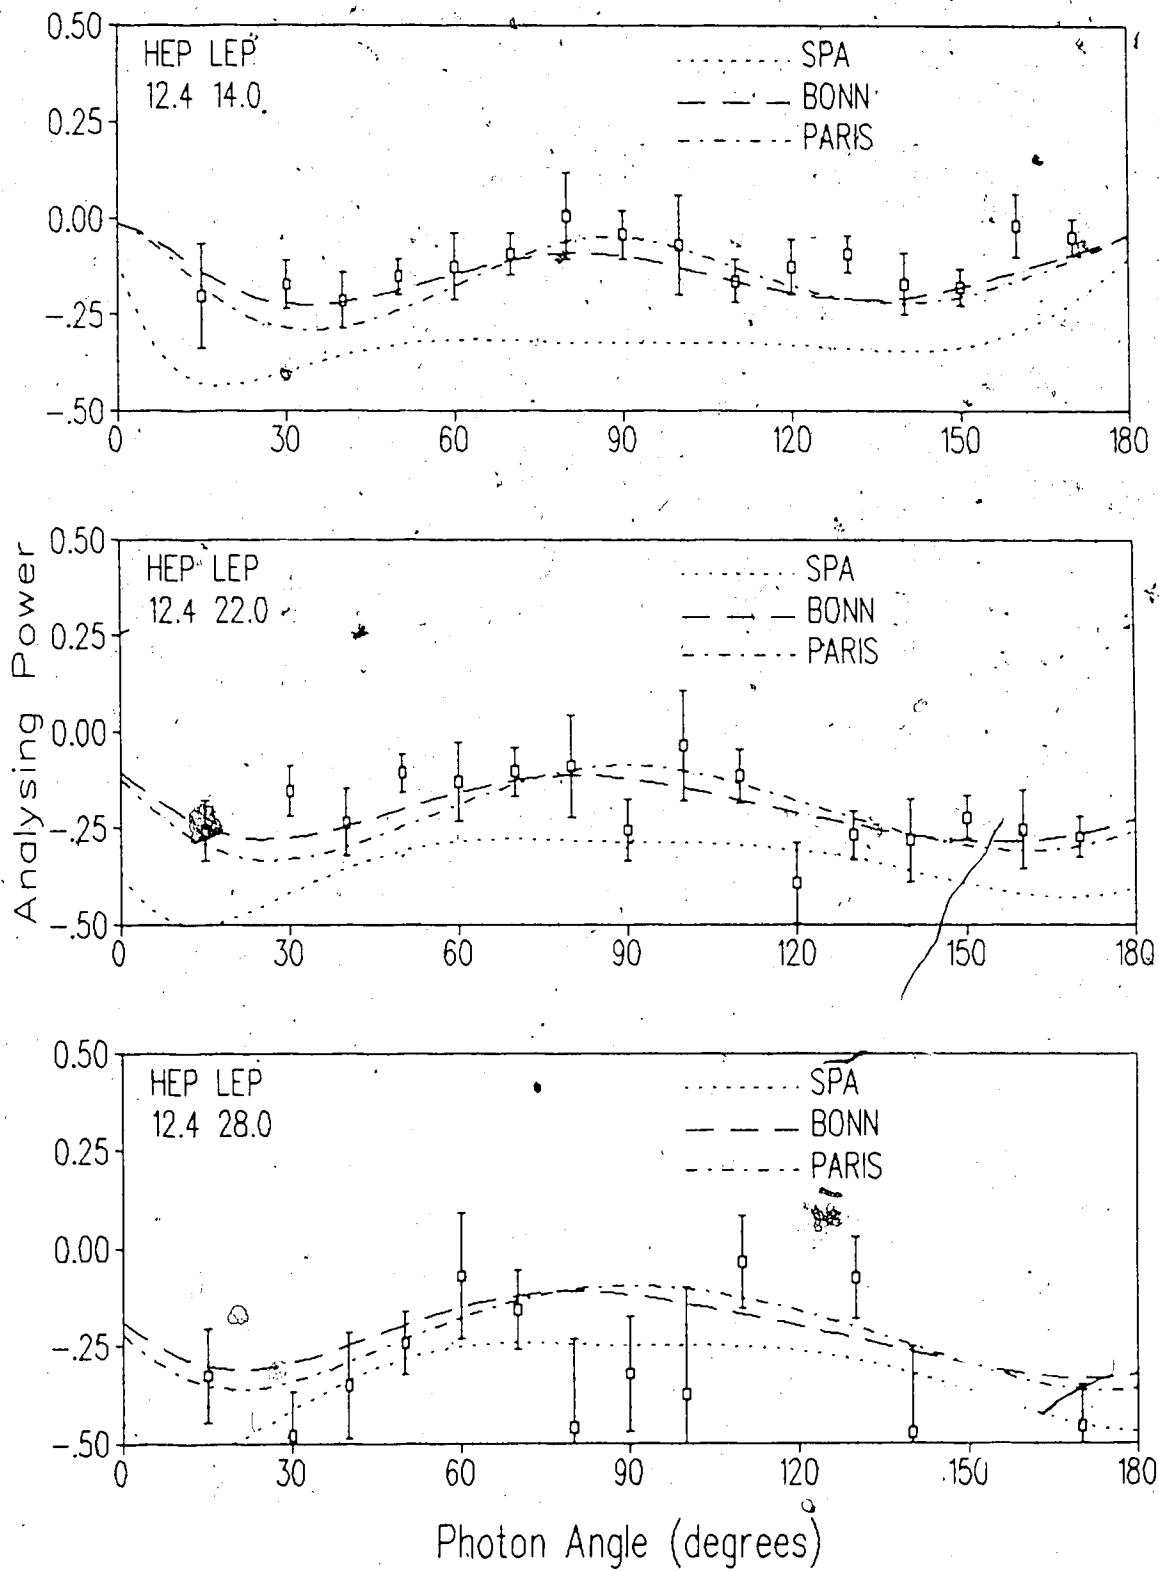 0.50
HEP LEP
12.4 14.0
SPA
BONN
PARIS
0.25
0.00
-.25
-.50
0 30 60 90 120 150 180
0.50
HEP LEP
12.4 22.0
SPA
BONN
PARIS
0.25
0.00
-.25
-.50
0 30 60 90 120 150 180
Analysing Power
0.50
HEP LEP
12.4 28.0
SPA
BONN
PARIS
0.25
0.00
-.25
-.50
0 30 60 90 120 150 180
Photon Angle (degrees)